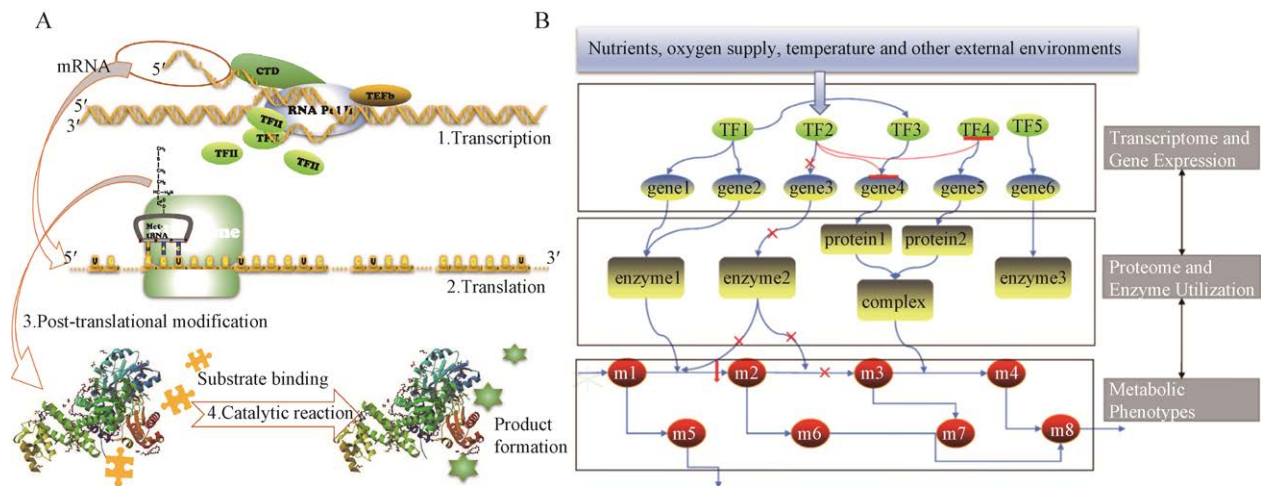 A
mRNA
5′
CTD
TEFb
RNA Pol II
5′
3′
TFII
TFII
TFII
1.Transcription
Met-
tRNA
5′
3′
2.Translation
3.Post-translational modification
Substrate binding
4.Catalytic reaction
Product
formation
B
Nutrients, oxygen supply, temperature and other external environments
TF1
TF2
TF3
TF4
TF5
gene1
gene2
gene3
gene4
gene5
gene6
protein1
protein2
enzyme1
enzyme2
complex
enzyme3
m1
m2
m3
m4
m5
m6
m7
m8
Transcriptome and
Gene Expression
Proteome and
Enzyme Utilization
Metabolic
Phenotypes